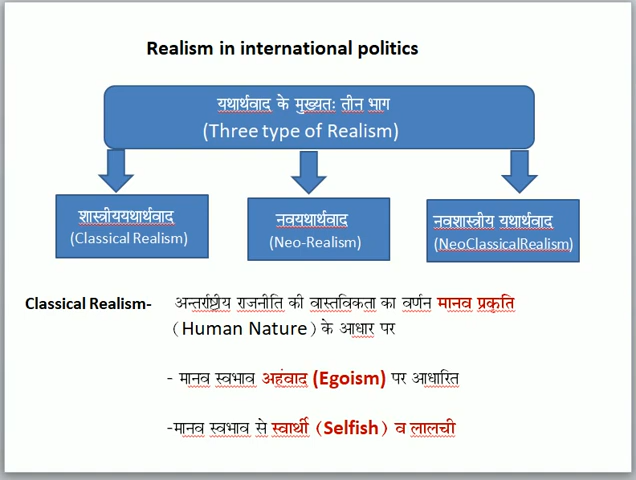 Realism in international politics
यथार्थवाद के मुख्यतः तीन भाग
(Three type of Realism)
शास्त्रीययथार्थवाद
(Classical Realism)
नवयथार्थवाद
(Neo-Realism)
नवशास्त्रीय यथार्थवाद
(NeoClassicalRealism)
Classical Realism- अन्तर्राष्ट्रीय राजनीति की वास्तविकता का वर्णन मानव प्रकृति
(Human Nature) के आधार पर
- मानव स्वभाव अहंवाद (Egoism) पर आधारित
-मानव स्वभाव से स्वार्थी (Selfish) व लालची